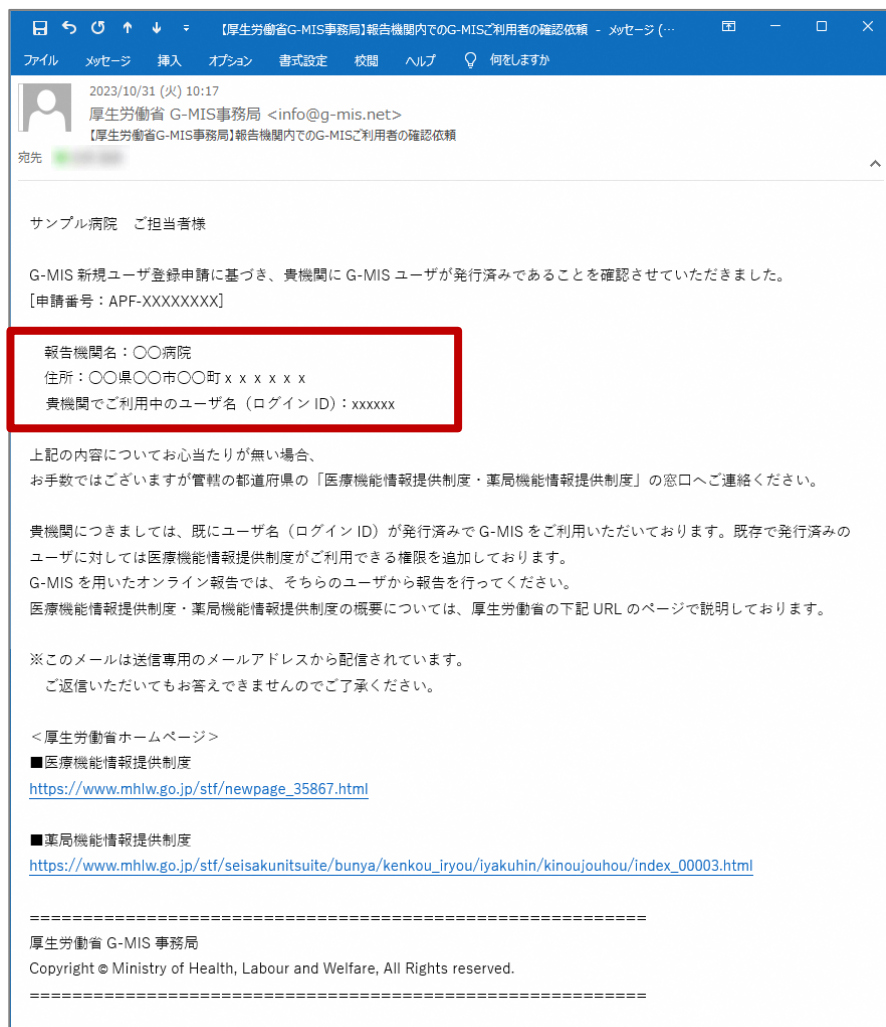 【厚生労働省G-MIS事務局】報告機関内でのG-MISご利用者の確認依頼 - メッセージ (…
ファイル メッセージ 挿入 オプション 書式設定 校閲 ヘルプ 何をしますか
2023/10/31 (火) 10:17
厚生労働省 G-MIS事務局 <info@g-mis.net>
【厚生労働省G-MIS事務局】報告機関内でのG-MISご利用者の確認依頼
宛先
サンプル病院　ご担当者様
G-MIS 新規ユーザ登録申請に基づき、貴機関に G-MIS ユーザが発行済みであることを確認させていただきました。
[申請番号：APF-XXXXXXXX]
報告機関名：〇〇病院
住所：〇〇県〇〇市〇〇町ｘｘｘｘｘｘ
貴機関でご利用中のユーザ名（ログイン ID）：xxxxxx
上記の内容についてお心当たりが無い場合、
お手数ではございますが管轄の都道府県の「医療機能情報提供制度・薬局機能情報提供制度」の窓口へご連絡ください。
貴機関につきましては、既にユーザ名（ログイン ID）が発行済みで G-MIS をご利用いただいております。既存で発行済みの
ユーザに対しては医療機能情報提供制度がご利用できる権限を追加しております。
G-MIS を用いたオンライン報告では、そちらのユーザから報告を行ってください。
医療機能情報提供制度・薬局機能情報提供制度の概要については、厚生労働省の下記 URL のページで説明しております。
※このメールは送信専用のメールアドレスから配信されています。
ご返信いただいてもお答えできませんのでご了承ください。
＜厚生労働省ホームページ＞
■医療機能情報提供制度
https://www.mhlw.go.jp/stf/newpage_35867.html
■薬局機能情報提供制度
https://www.mhlw.go.jp/stf/seisakunitsuite/bunya/kenkou_iryou/iyakuhin/kinoujouhou/index_00003.html
==========================================================
厚生労働省 G-MIS 事務局
Copyright © Ministry of Health, Labour and Welfare, All Rights reserved.
==========================================================